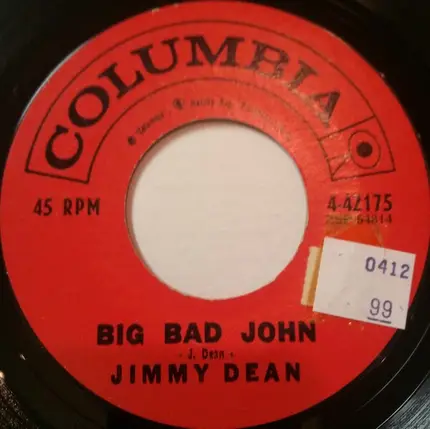 COLUMBIA
45 RPM
4-42175
0412
99
BIG BAD JOHN
- J. Dean -
JIMMY DEAN